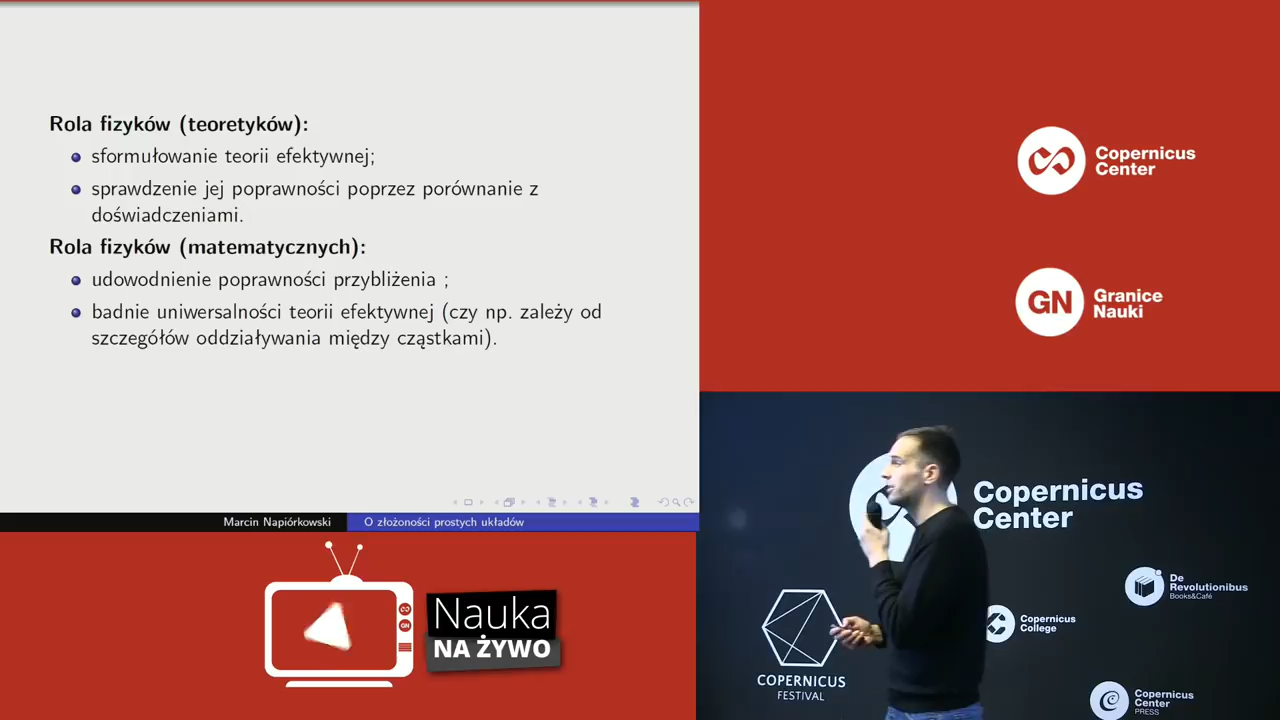 Rola fizyków (teoretyków):
sformułowanie teorii efektywnej;
sprawdzenie jej poprawności poprzez porównanie z
doświadczeniami.
Rola fizyków (matematycznych):
udowodnienie poprawności przybliżenia ;
badnie uniwersalności teorii efektywnej (czy np. zależy od
szczegółów oddziaływania między cząstkami).
Marcin Napiórkowski
O złożoności prostych układów
Nauka
NA ŻYWO
Copernicus
Center
GN
Granice
Nauki
Copernicus
Center
De
Revolutionibus
Books&Café
Copernicus
College
COPERNICUS
FESTIVAL
Copernicus
Center
PRESS